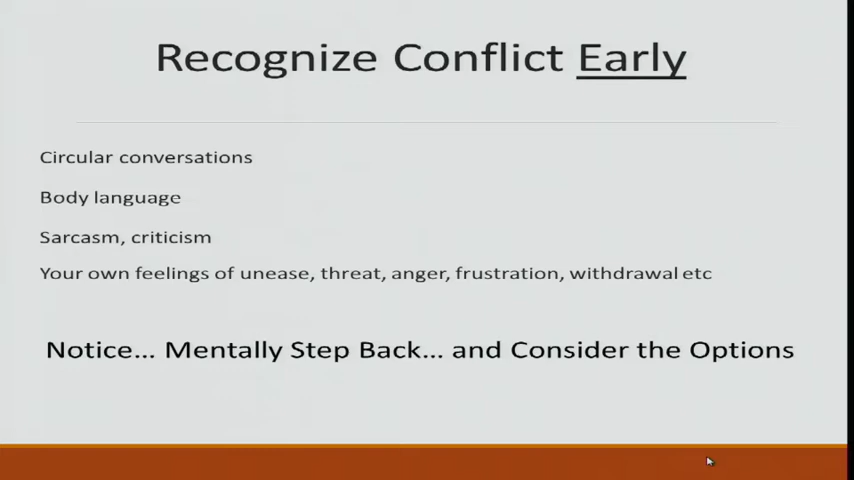 Recognize Conflict Early
Circular conversations
Body language
Sarcasm, criticism
Your own feelings of unease, threat, anger, frustration, withdrawal etc
Notice... Mentally Step Back... and Consider the Options